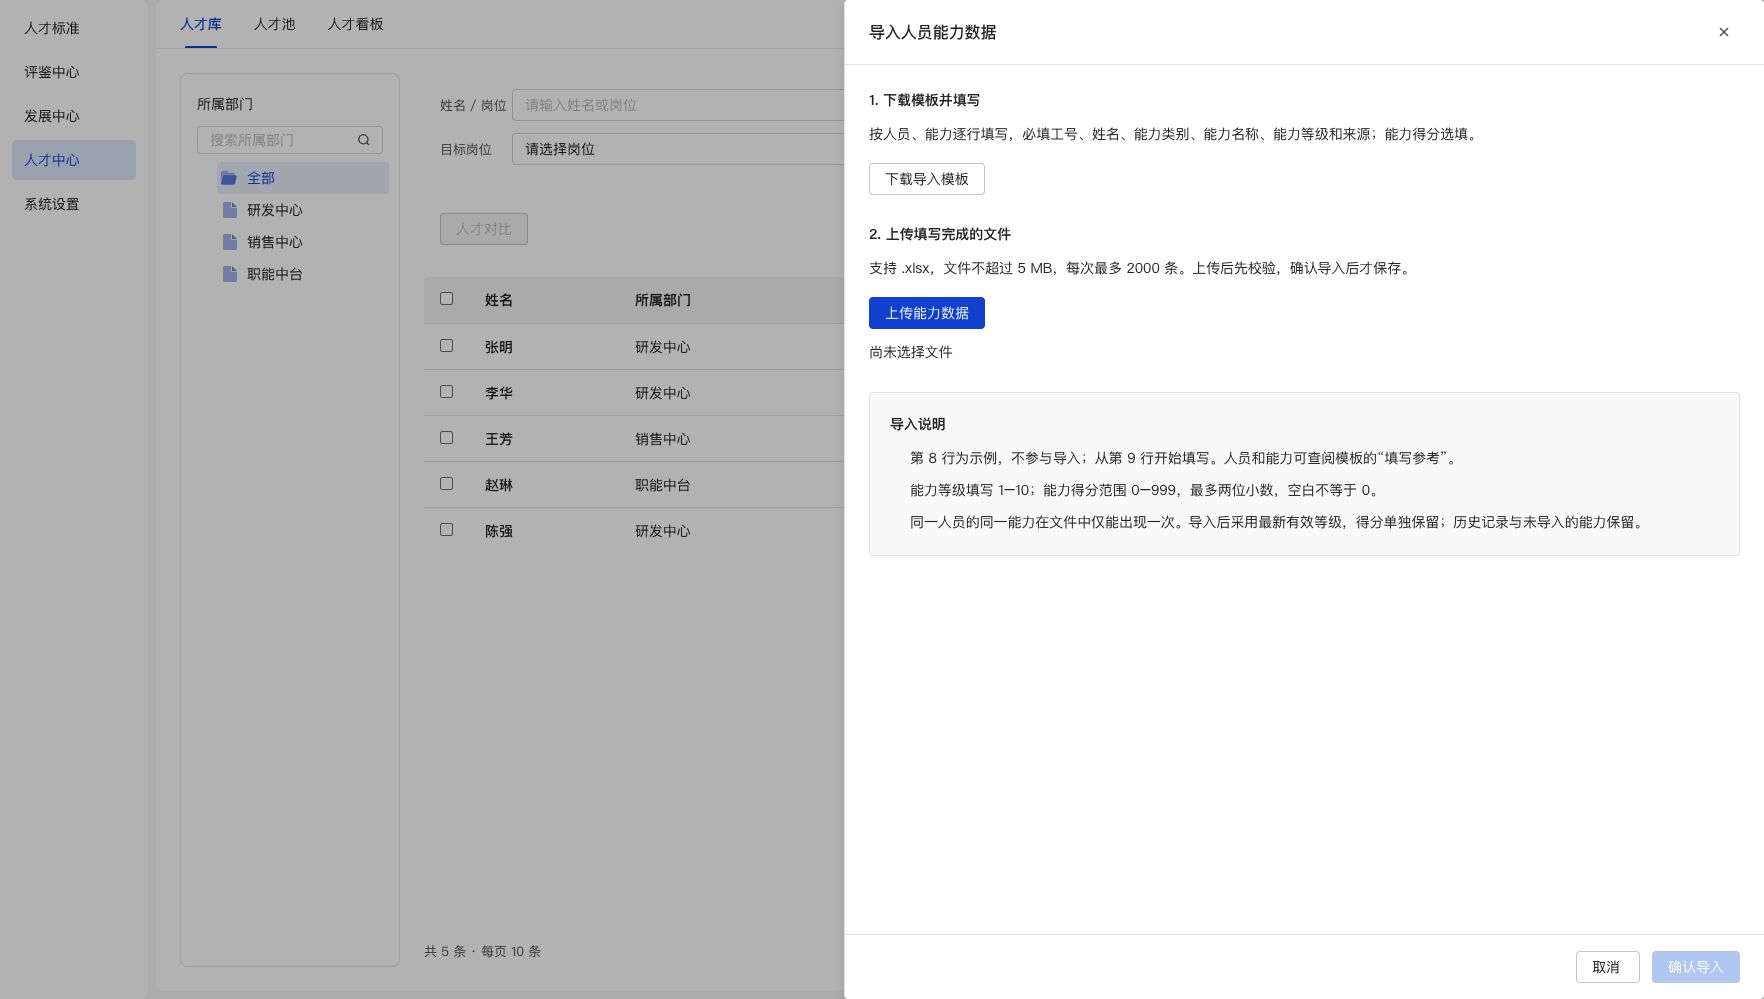 人才标准
评鉴中心
发展中心
人才中心
系统设置
人才库 人才池 人才看板
所属部门
搜索所属部门
全部
研发中心
销售中心
职能中台
姓名 / 岗位 请输入姓名或岗位
目标岗位 请选择岗位
人才对比
姓名 所属部门
张明 研发中心
李华 研发中心
王芳 销售中心
赵琳 职能中台
陈强 研发中心
共 5 条 · 每页 10 条
导入人员能力数据
1. 下载模板并填写
按人员、能力逐行填写，必填工号、姓名、能力类别、能力名称、能力等级和来源；能力得分选填。
下载导入模板
2. 上传填写完成的文件
支持 .xlsx，文件不超过 5 MB，每次最多 2000 条。上传后先校验，确认导入后才保存。
上传能力数据
尚未选择文件
导入说明
第 8 行为示例，不参与导入；从第 9 行开始填写。人员和能力可查阅模板的“填写参考”。
能力等级填写 1—10；能力得分范围 0—999，最多两位小数，空白不等于 0。
同一人员的同一能力在文件中仅能出现一次。导入后采用最新有效等级，得分单独保留；历史记录与未导入的能力保留。
取消 确认导入